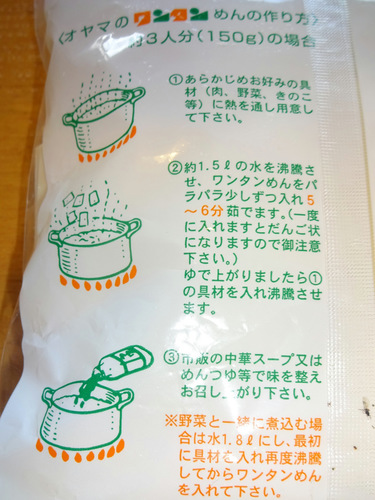 〈オヤマのワンタンめんの作り方〉
約3人分(150g)の場合
①あらかじめお好みの具
材(肉、野菜、きのこ
等)に熱を通し用意し
て下さい。
②約1.5ℓの水を沸騰さ
せ、ワンタンめんをパ
ラパラ少しずつ入れ5
〜6分茹でます。(一度
に入れますとだんご状
になりますので御注意
下さい。)
ゆで上がりましたら①
の具材を入れ沸騰させ
ます。
③市販の中華スープ又は
めんつゆ等で味を整え
お召し上がり下さい。
※野菜と一緒に煮込む場
合は水1.8ℓにし、最初
に具材を入れ再度沸騰
してからワンタンめん
を入れて下さい。